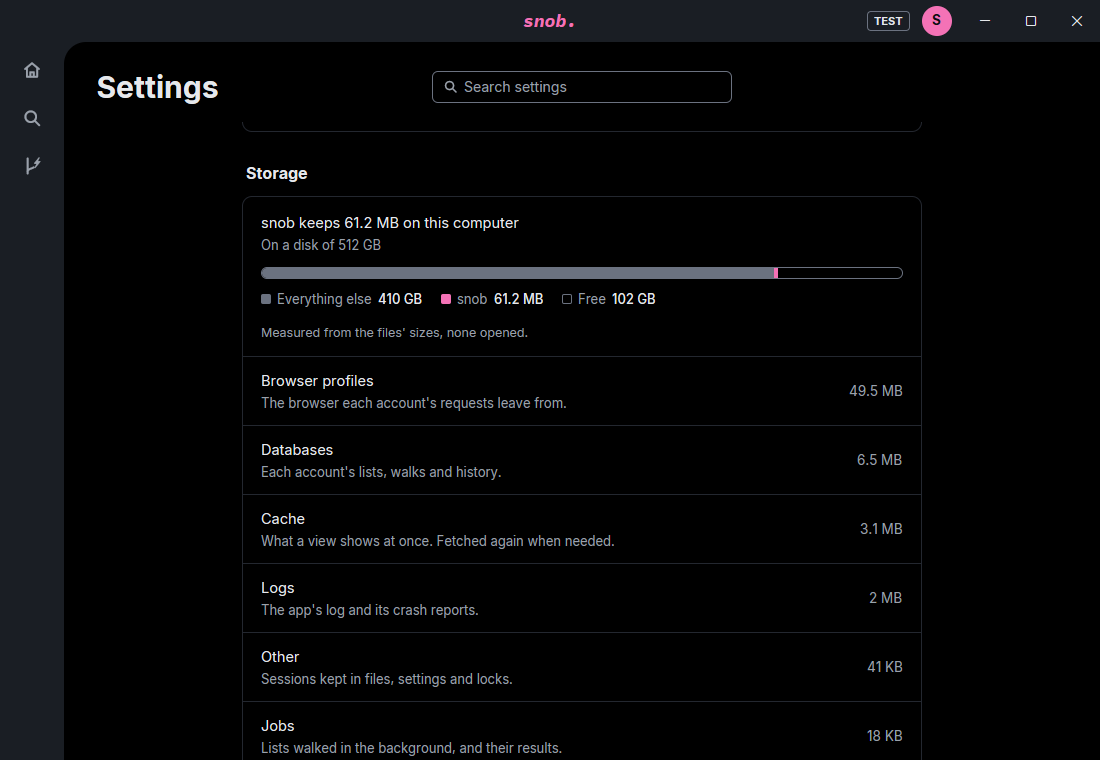 snob.
TEST
S
Settings
Search settings
Storage
snob keeps 61.2 MB on this computer
On a disk of 512 GB
Everything else 410 GB snob 61.2 MB Free 102 GB
Measured from the files' sizes, none opened.
Browser profiles
The browser each account's requests leave from.
49.5 MB
Databases
Each account's lists, walks and history.
6.5 MB
Cache
What a view shows at once. Fetched again when needed.
3.1 MB
Logs
The app's log and its crash reports.
2 MB
Other
Sessions kept in files, settings and locks.
41 KB
Jobs
Lists walked in the background, and their results.
18 KB